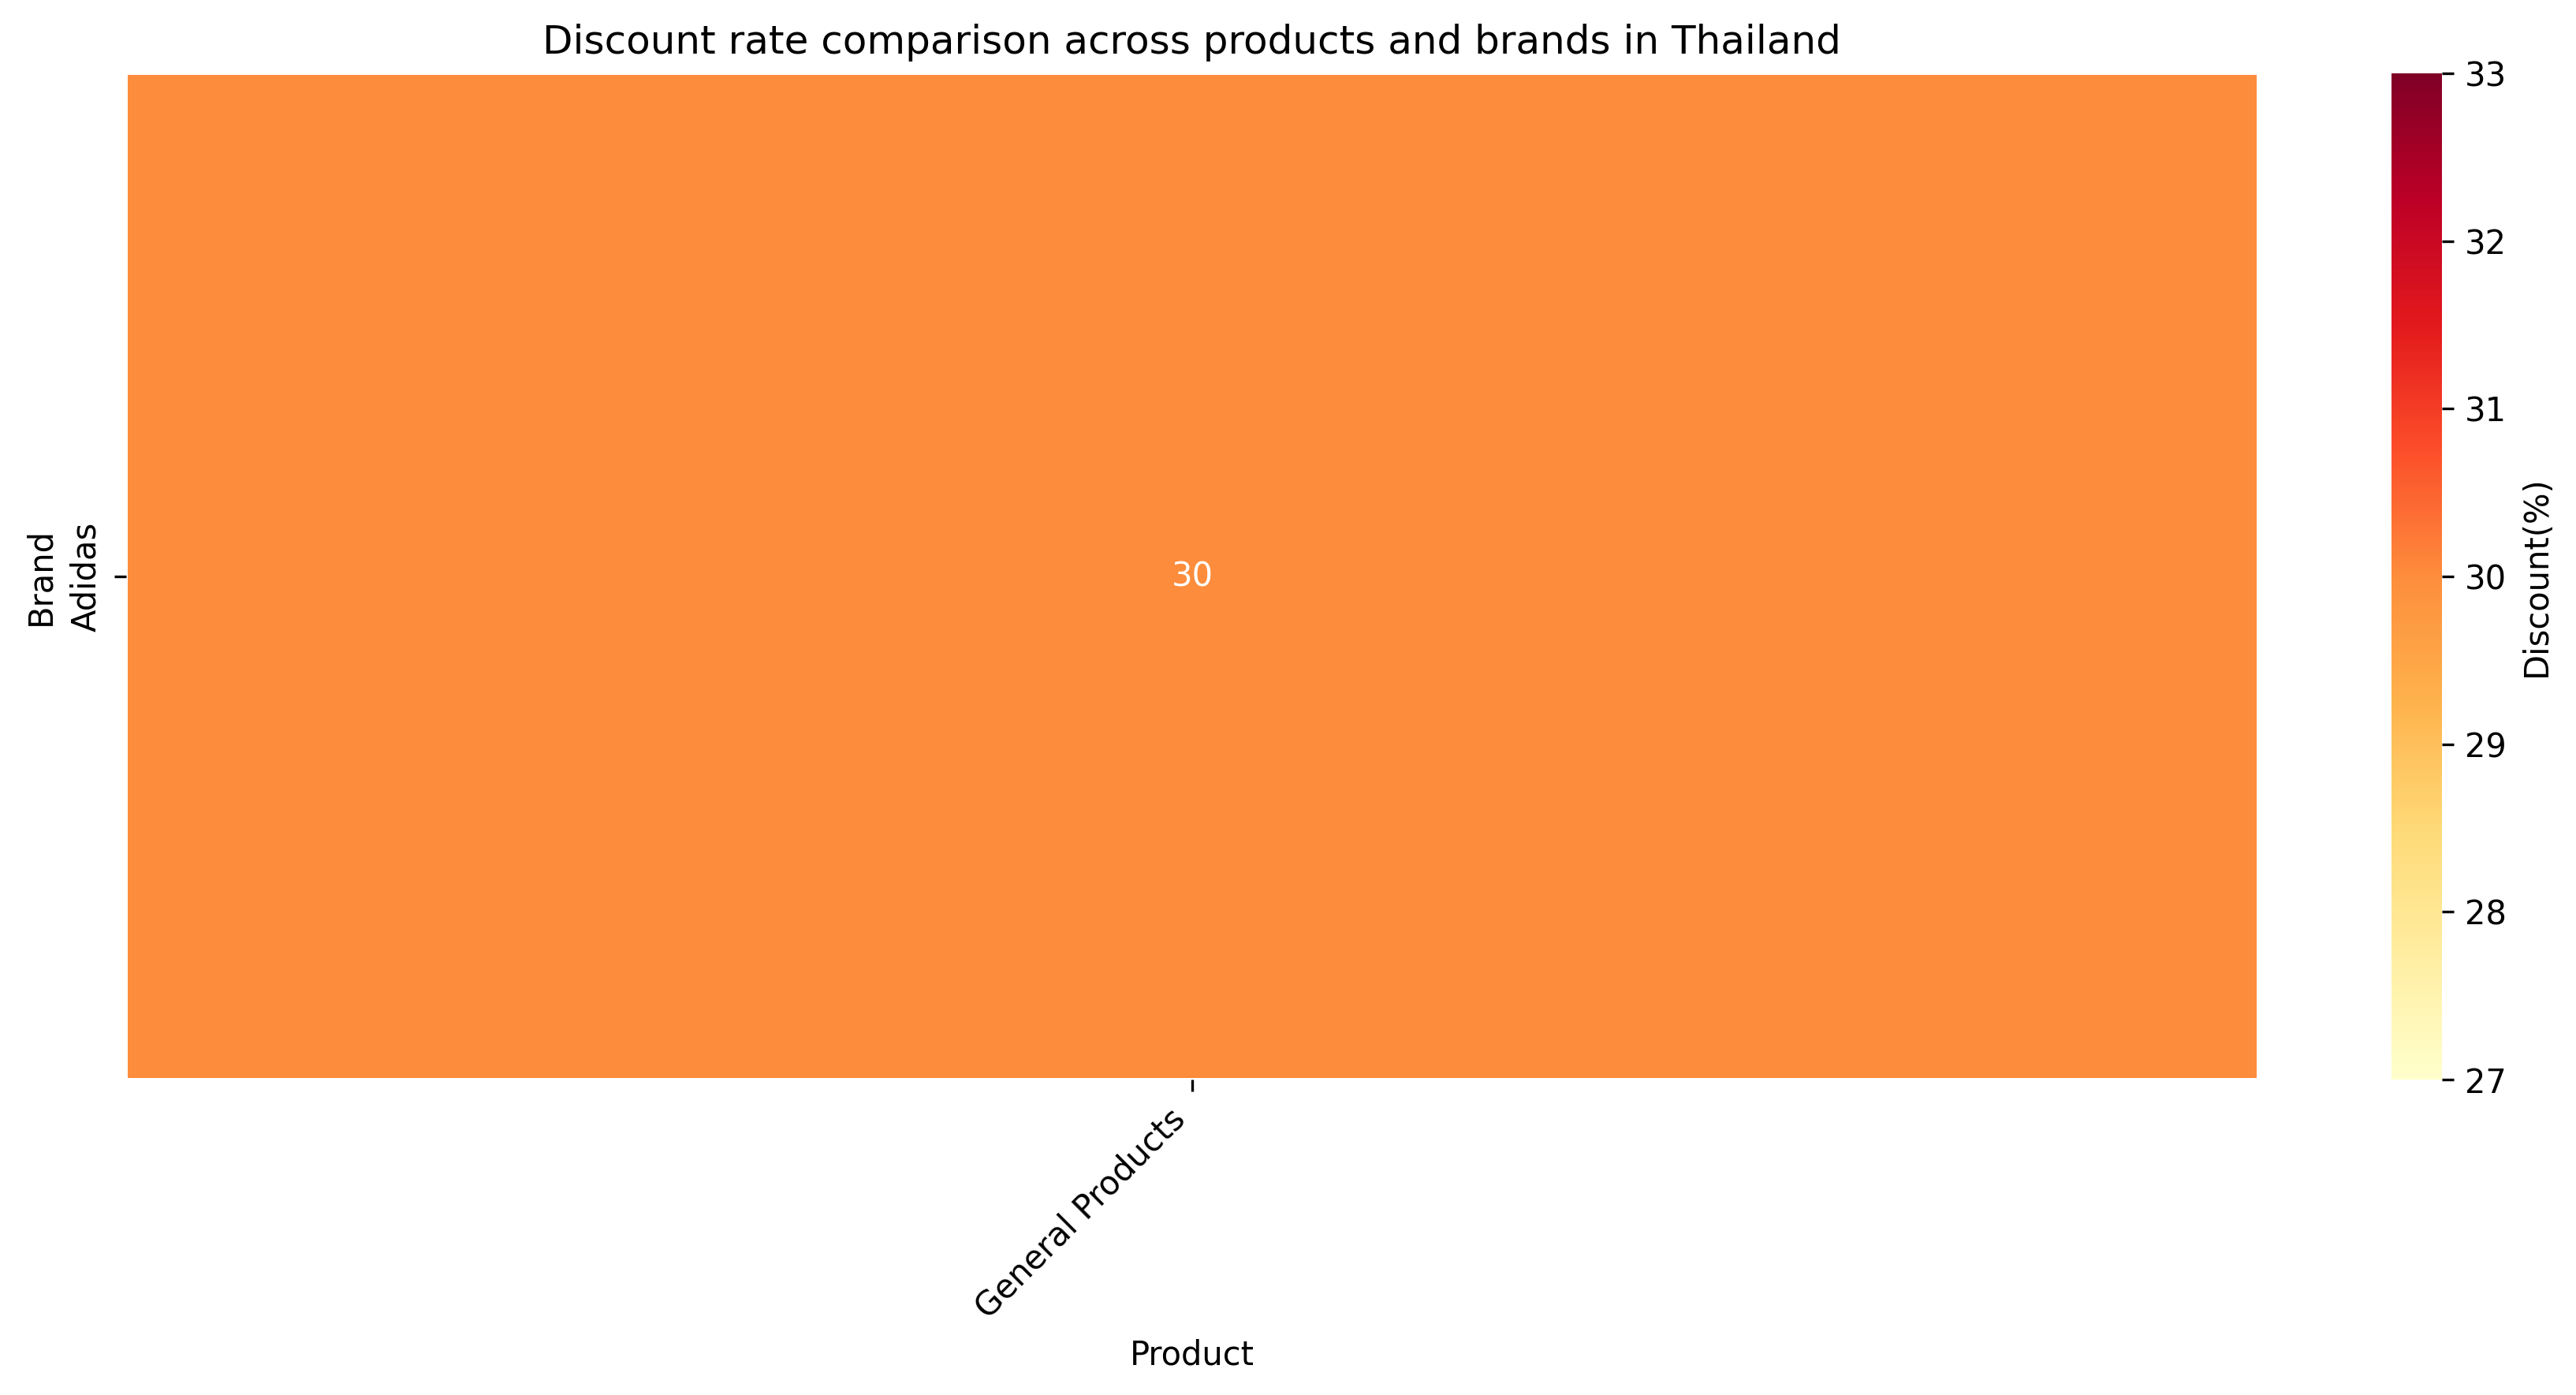 Discount rate comparison across products and brands in Thailand
Brand
Adidas
30
33
32
31
30
29
28
27
Discount(%)
General Products
Product